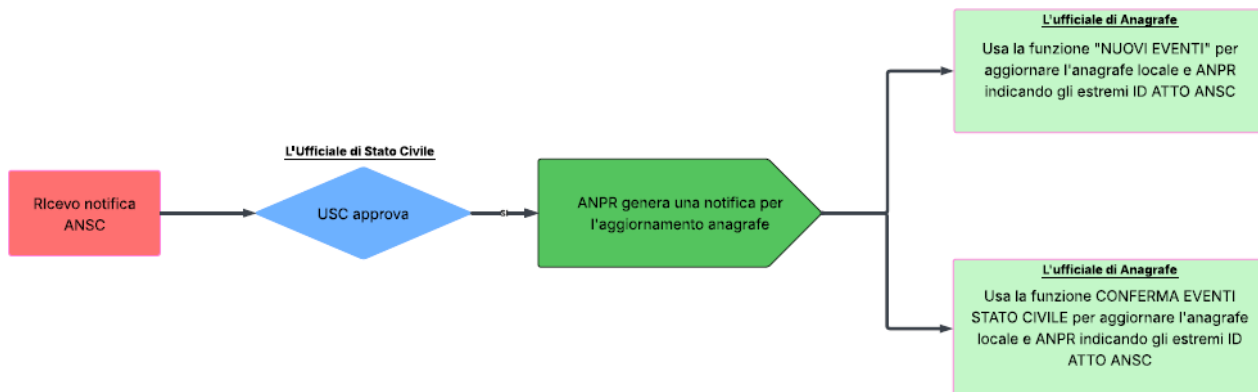 RIcevo notifica
ANSC
L'Ufficiale di Stato Civile
USC approva
SI
ANPR genera una notifica per
l'aggiornamento anagrafe
L'ufficiale di Anagrafe
Usa la funzione "NUOVI EVENTI" per
aggiornare l'anagrafe locale e ANPR
indicando gli estremi ID ATTO ANSC
L'ufficiale di Anagrafe
Usa la funzione CONFERMA EVENTI
STATO CIVILE per aggiornare l'anagrafe
locale e ANPR indicando gli estremi ID
ATTO ANSC